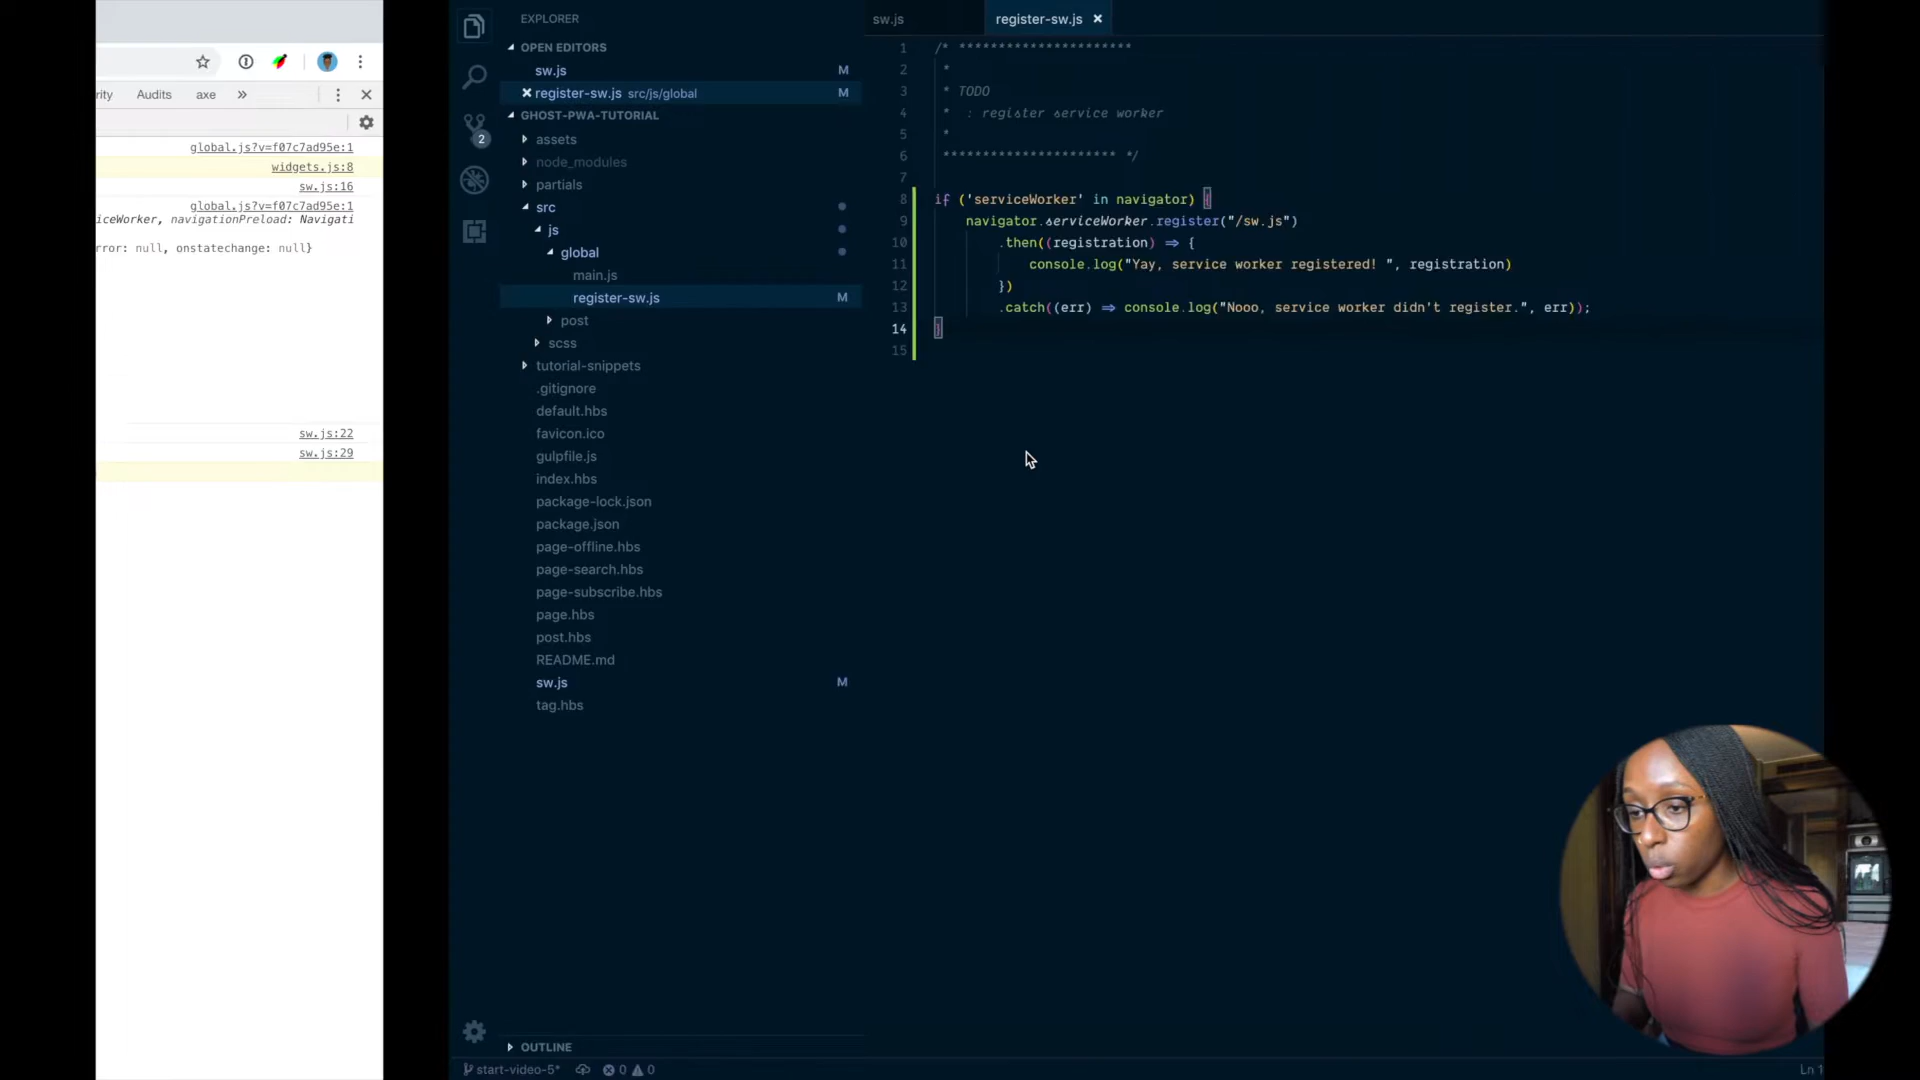 rity Audits axe »
global.js?v=f07c7ad95e:1
widgets.js:8
sw.js:16
global.js?v=f07c7ad95e:1
iceWorker, navigationPreload: Navigati
rror: null, onstatechange: null}
sw.js:22
sw.js:29
EXPLORER
OPEN EDITORS
sw.js M
register-sw.js src/js/global M
GHOST-PWA-TUTORIAL
2
assets
node_modules
partials
src
js
global
main.js
register-sw.js M
post
scss
tutorial-snippets
.gitignore
default.hbs
favicon.ico
gulpfile.js
index.hbs
package-lock.json
package.json
page-offline.hbs
page-search.hbs
page-subscribe.hbs
page.hbs
post.hbs
README.md
sw.js M
tag.hbs
OUTLINE
start-video-5* 0 0
sw.js register-sw.js
1 /* **********************
2 *
3 * TODO
4 * : register service worker
5 *
6 ********************** */
7
8 if ('serviceWorker' in navigator) {
9 navigator.serviceWorker.register("/sw.js")
10 .then((registration) => {
11 console.log("Yay, service worker registered! ", registration)
12 })
13 .catch((err) => console.log("Nooo, service worker didn't register.", err));
14 }
15
Ln 1